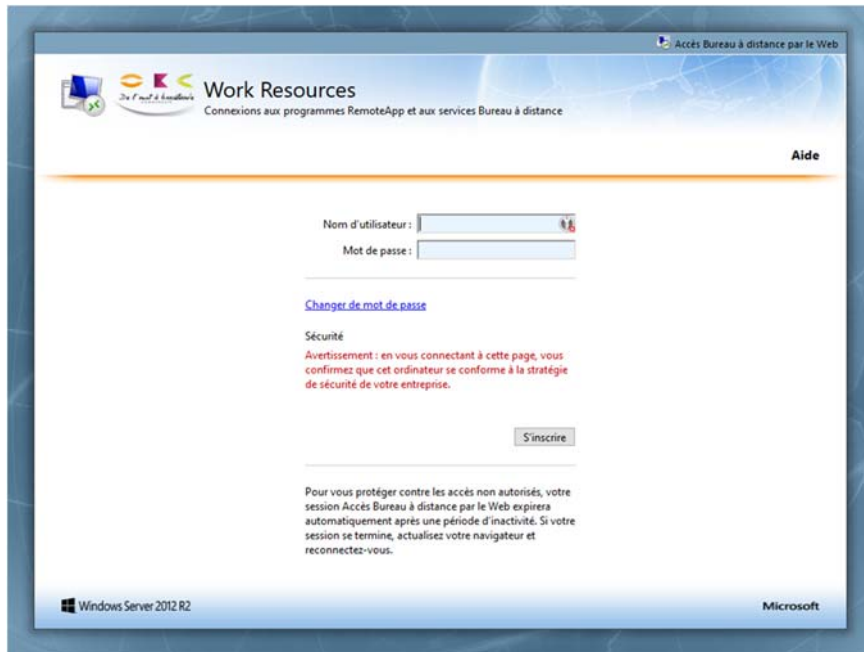 Accès Bureau à distance par le Web
Work Resources
Connexions aux programmes RemoteApp et aux services Bureau à distance
Aide
Nom d'utilisateur :
Mot de passe :
Changer de mot de passe
Sécurité
Avertissement : en vous connectant à cette page, vous
confirmez que cet ordinateur se conforme à la stratégie
de sécurité de votre entreprise.
S'inscrire
Pour vous protéger contre les accès non autorisés, votre
session Accès Bureau à distance par le Web expirera
automatiquement après une période d'inactivité. Si votre
session se termine, actualisez votre navigateur et
reconnectez-vous.
Windows Server 2012 R2
Microsoft